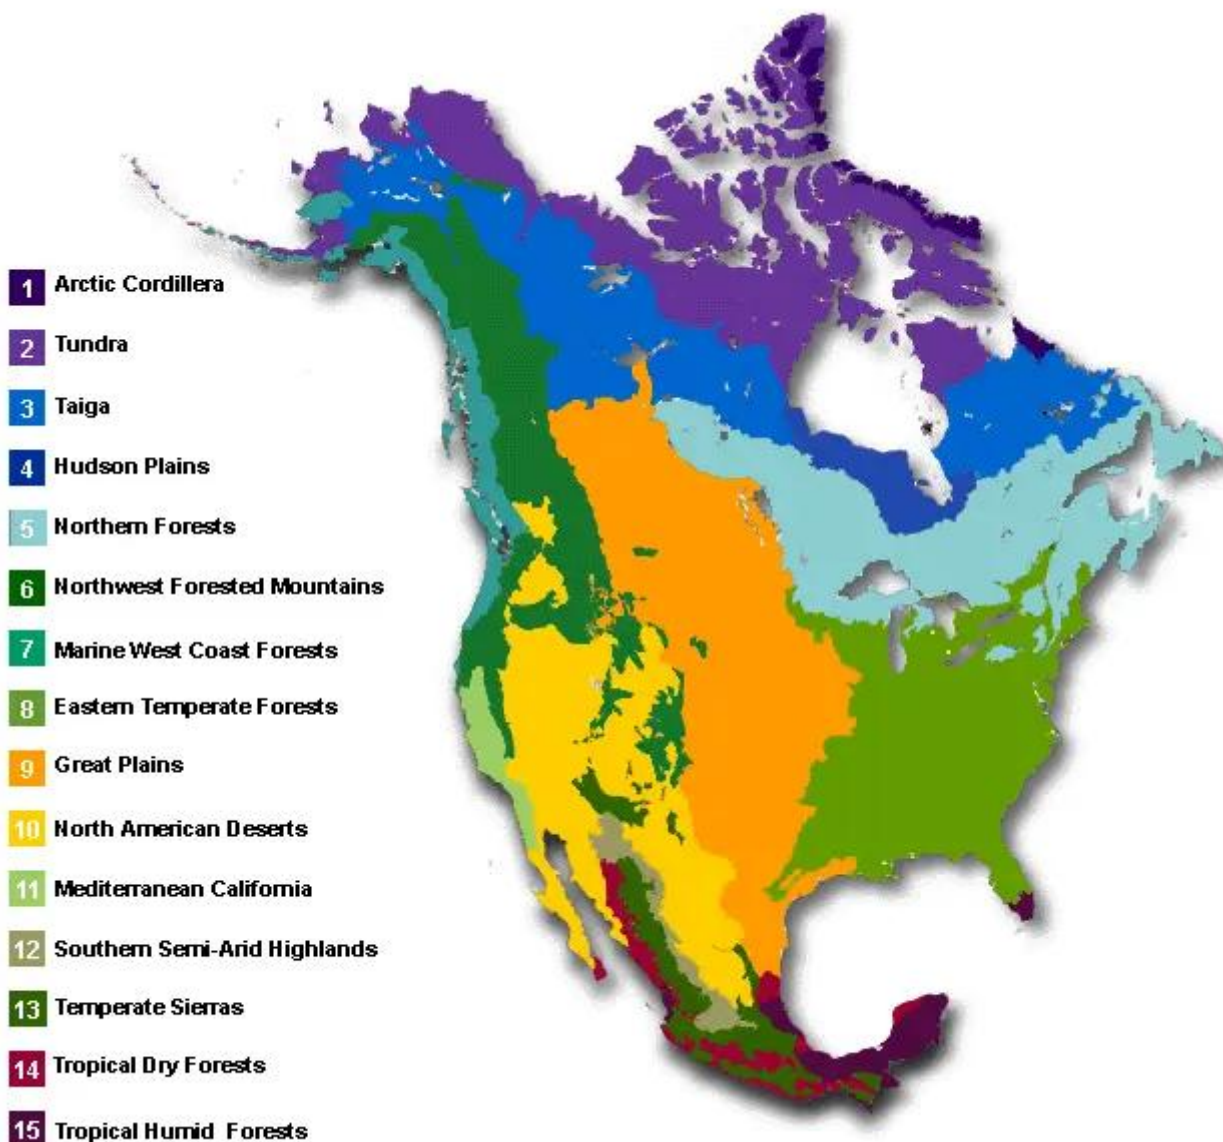 1 Arctic Cordillera
2 Tundra
3 Taiga
4 Hudson Plains
5 Northern Forests
6 Northwest Forested Mountains
7 Marine West Coast Forests
8 Eastern Temperate Forests
9 Great Plains
10 North American Deserts
11 Mediterranean California
12 Southern Semi-Arid Highlands
13 Temperate Sierras
14 Tropical Dry Forests
15 Tropical Humid Forests